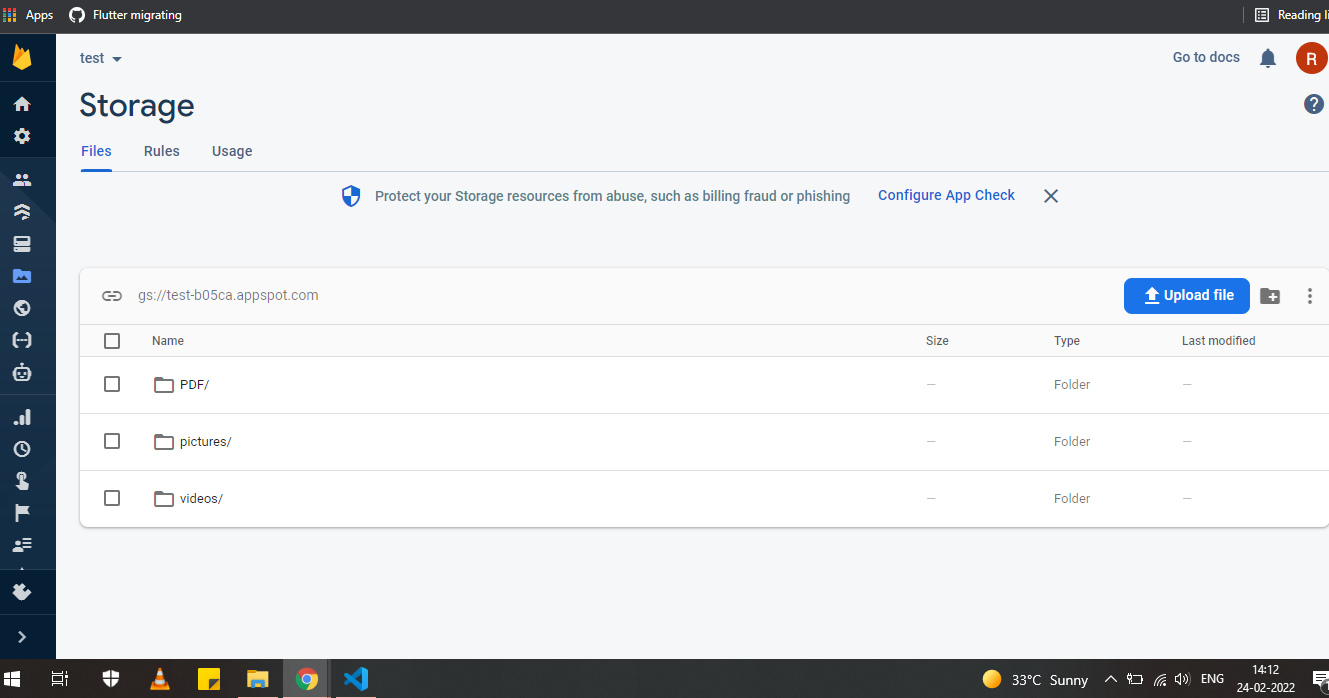 Apps Flutter migrating Reading li
test Go to docs R
Storage ?
Files Rules Usage
Protect your Storage resources from abuse, such as billing fraud or phishing Configure App Check
gs://test-b05ca.appspot.com Upload file
Name Size Type Last modified
PDF/ — Folder —
pictures/ — Folder —
videos/ — Folder —
33°C Sunny ENG 14:12
24-02-2022